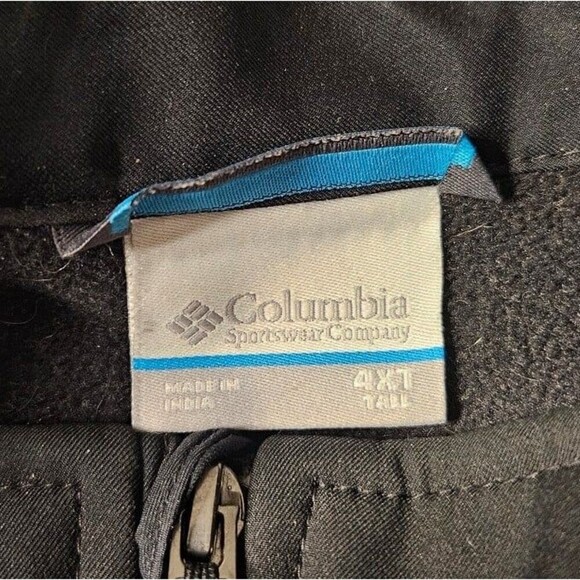 Columbia
Sportswear Company
MADE IN
INDIA
4XT
TALL